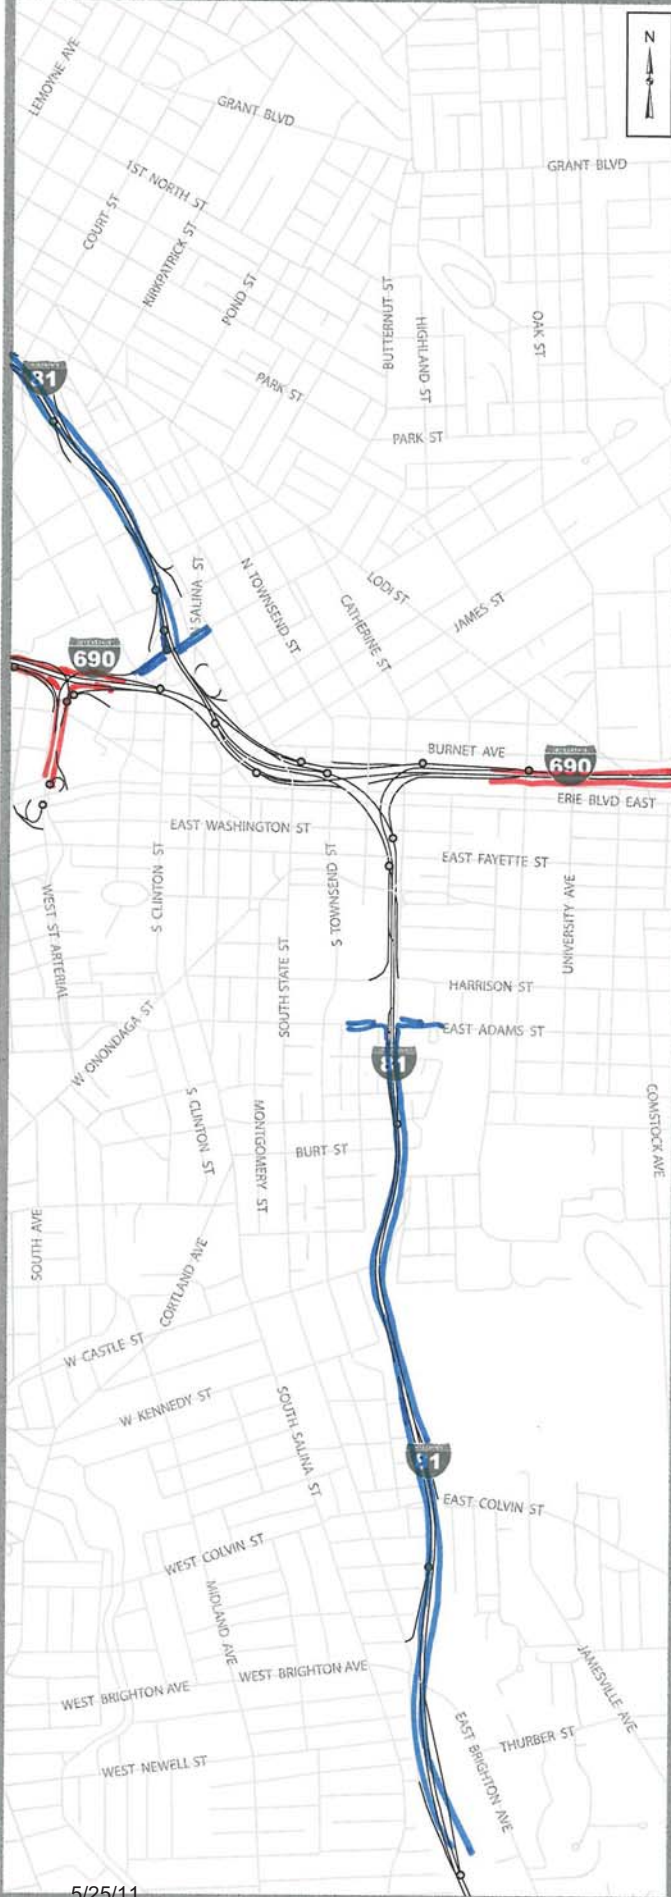 N
LEMOYNE AVE
GRANT BLVD
GRANT BLVD
1ST NORTH ST
COURT ST
KIRKPATRICK ST
POND ST
BUTTERNUT ST
HIGHLAND ST
OAK ST
81
PARK ST
PARK ST
N SALINA ST
N TOWNSEND ST
LODI ST
CATHERINE ST
JAMES ST
690
BURNET AVE
690
ERIE BLVD EAST
EAST WASHINGTON ST
S CLINTON ST
S TOWNSEND ST
EAST FAYETTE ST
WEST ST ARTERIAL
UNIVERSITY AVE
SOUTH STATE ST
HARRISON ST
EAST ADAMS ST
W ONONDAGA ST
81
S CLINTON ST
MONTGOMERY ST
BURT ST
COMSTOCK AVE
SOUTH AVE
CORTLAND AVE
W CASTLE ST
W KENNEDY ST
SOUTH SALINA ST
81
EAST COLVIN ST
WEST COLVIN ST
MIDLAND AVE
WEST BRIGHTON AVE
WEST BRIGHTON AVE
JAMESVILLE AVE
EAST BRIGHTON AVE
THURBER ST
WEST NEWELL ST
5/25/11